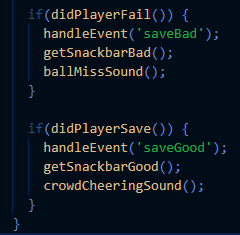 if(didPlayerFail()) {
handleEvent('saveBad');
getSnackbarBad();
ballMissSound();
}
if(didPlayerSave()) {
handleEvent('saveGood');
getSnackbarGood();
crowdCheeringSound();
}
}